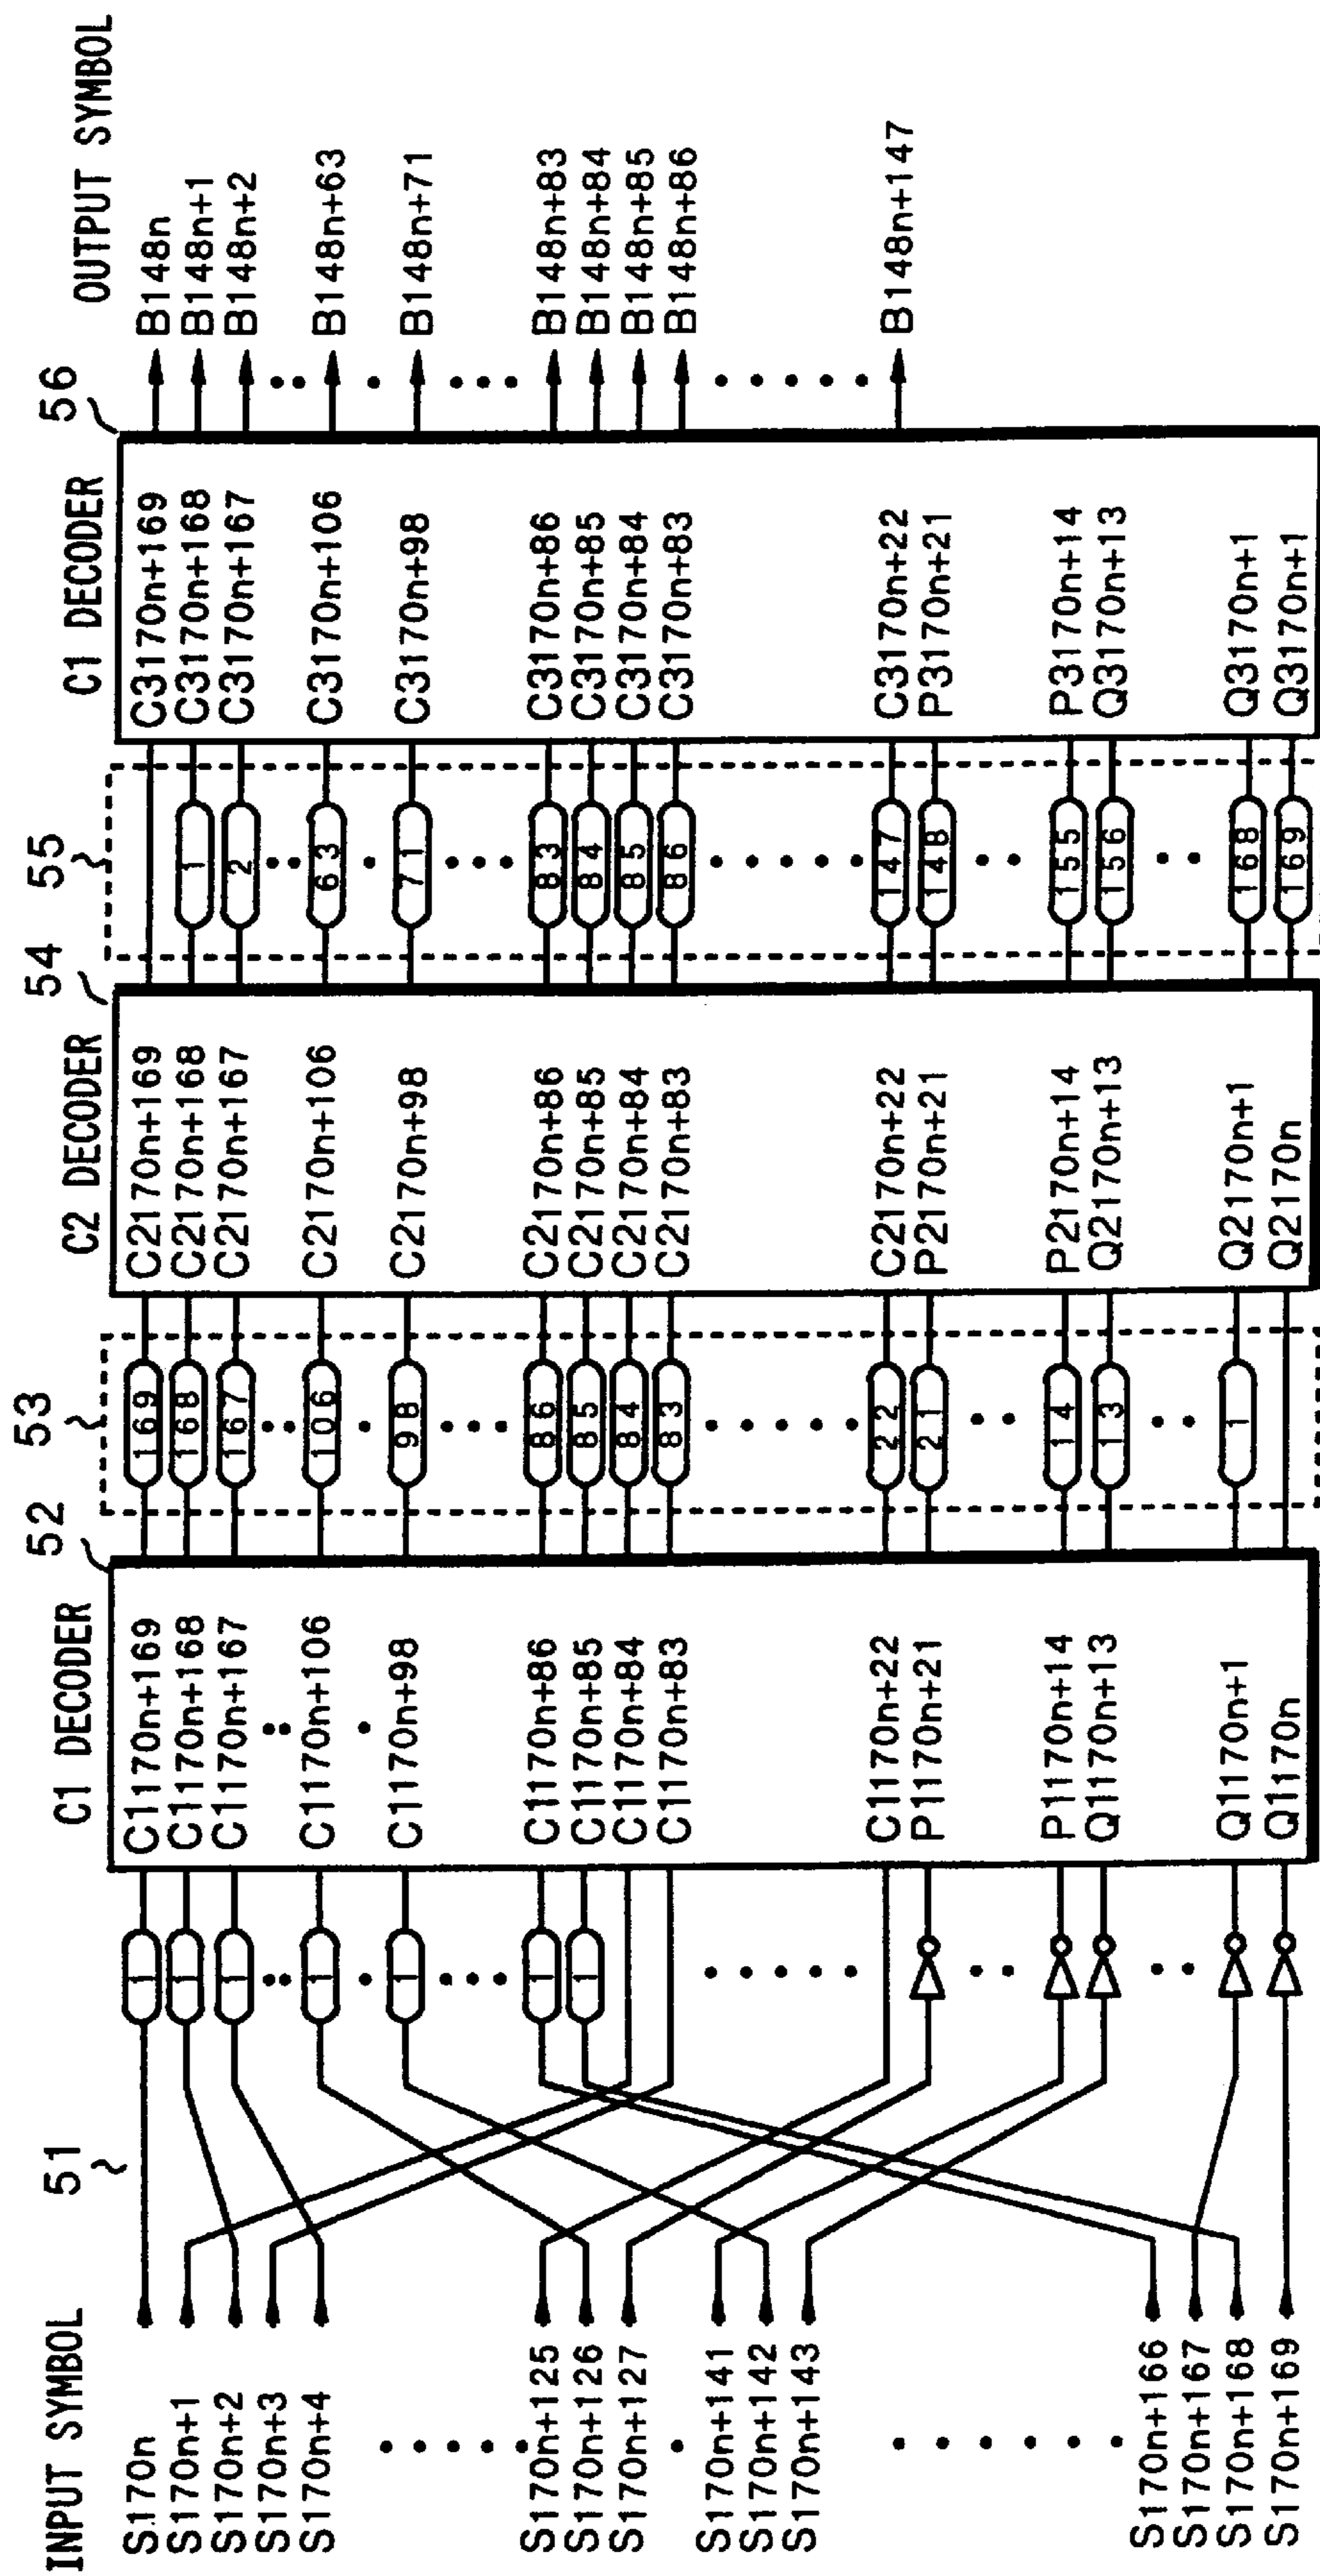 INPUT SYMBOL
S170n
S170n+1
S170n+2
S170n+3
S170n+4
S170n+125
S170n+126
S170n+127
S170n+141
S170n+142
S170n+143
S170n+166
S170n+167
S170n+168
S170n+169
51
1
1
1
1
1
1
1
C1 DECODER
52
C1170n+169
C1170n+168
C1170n+167
C1170n+106
C1170n+98
C1170n+86
C1170n+85
C1170n+84
C1170n+83
C1170n+22
P1170n+21
P1170n+14
Q1170n+13
Q1170n+1
Q1170n
53
169
168
167
106
98
86
85
84
83
22
21
14
13
1
C2 DECODER
54
C2170n+169
C2170n+168
C2170n+167
C2170n+106
C2170n+98
C2170n+86
C2170n+85
C2170n+84
C2170n+83
C2170n+22
P2170n+21
P2170n+14
Q2170n+13
Q2170n+1
Q2170n
55
1
2
63
71
83
84
85
86
147
148
155
156
168
169
C1 DECODER
56
C3170n+169
C3170n+168
C3170n+167
C3170n+106
C3170n+98
C3170n+86
C3170n+85
C3170n+84
C3170n+83
C3170n+22
P3170n+21
P3170n+14
Q3170n+13
Q3170n+1
Q3170n+1
OUTPUT SYMBOL
B148n
B148n+1
B148n+2
B148n+63
B148n+71
B148n+83
B148n+84
B148n+85
B148n+86
B148n+147